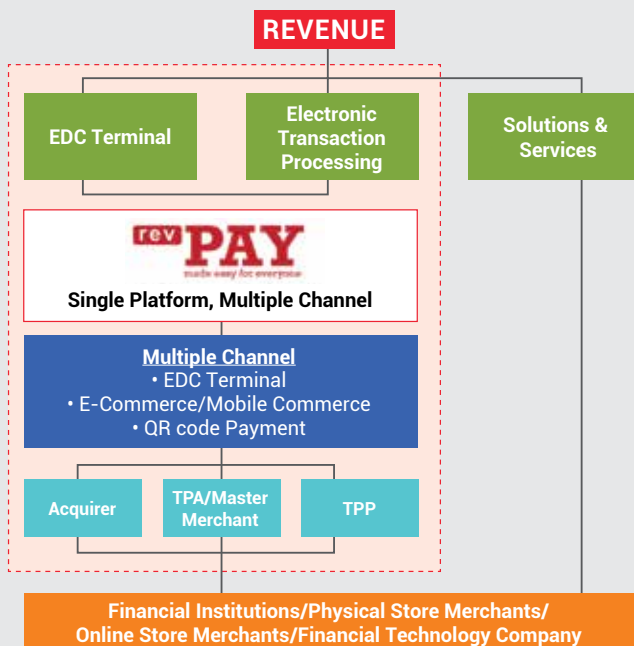 REVENUE
EDC Terminal
Electronic
Transaction
Processing
Solutions &
Services
rev PAY
made easy for everyone
Single Platform, Multiple Channel
Multiple Channel
• EDC Terminal
• E-Commerce/Mobile Commerce
• QR code Payment
Acquirer
TPA/Master
Merchant
TPP
Financial Institutions/Physical Store Merchants/
Online Store Merchants/Financial Technology Company